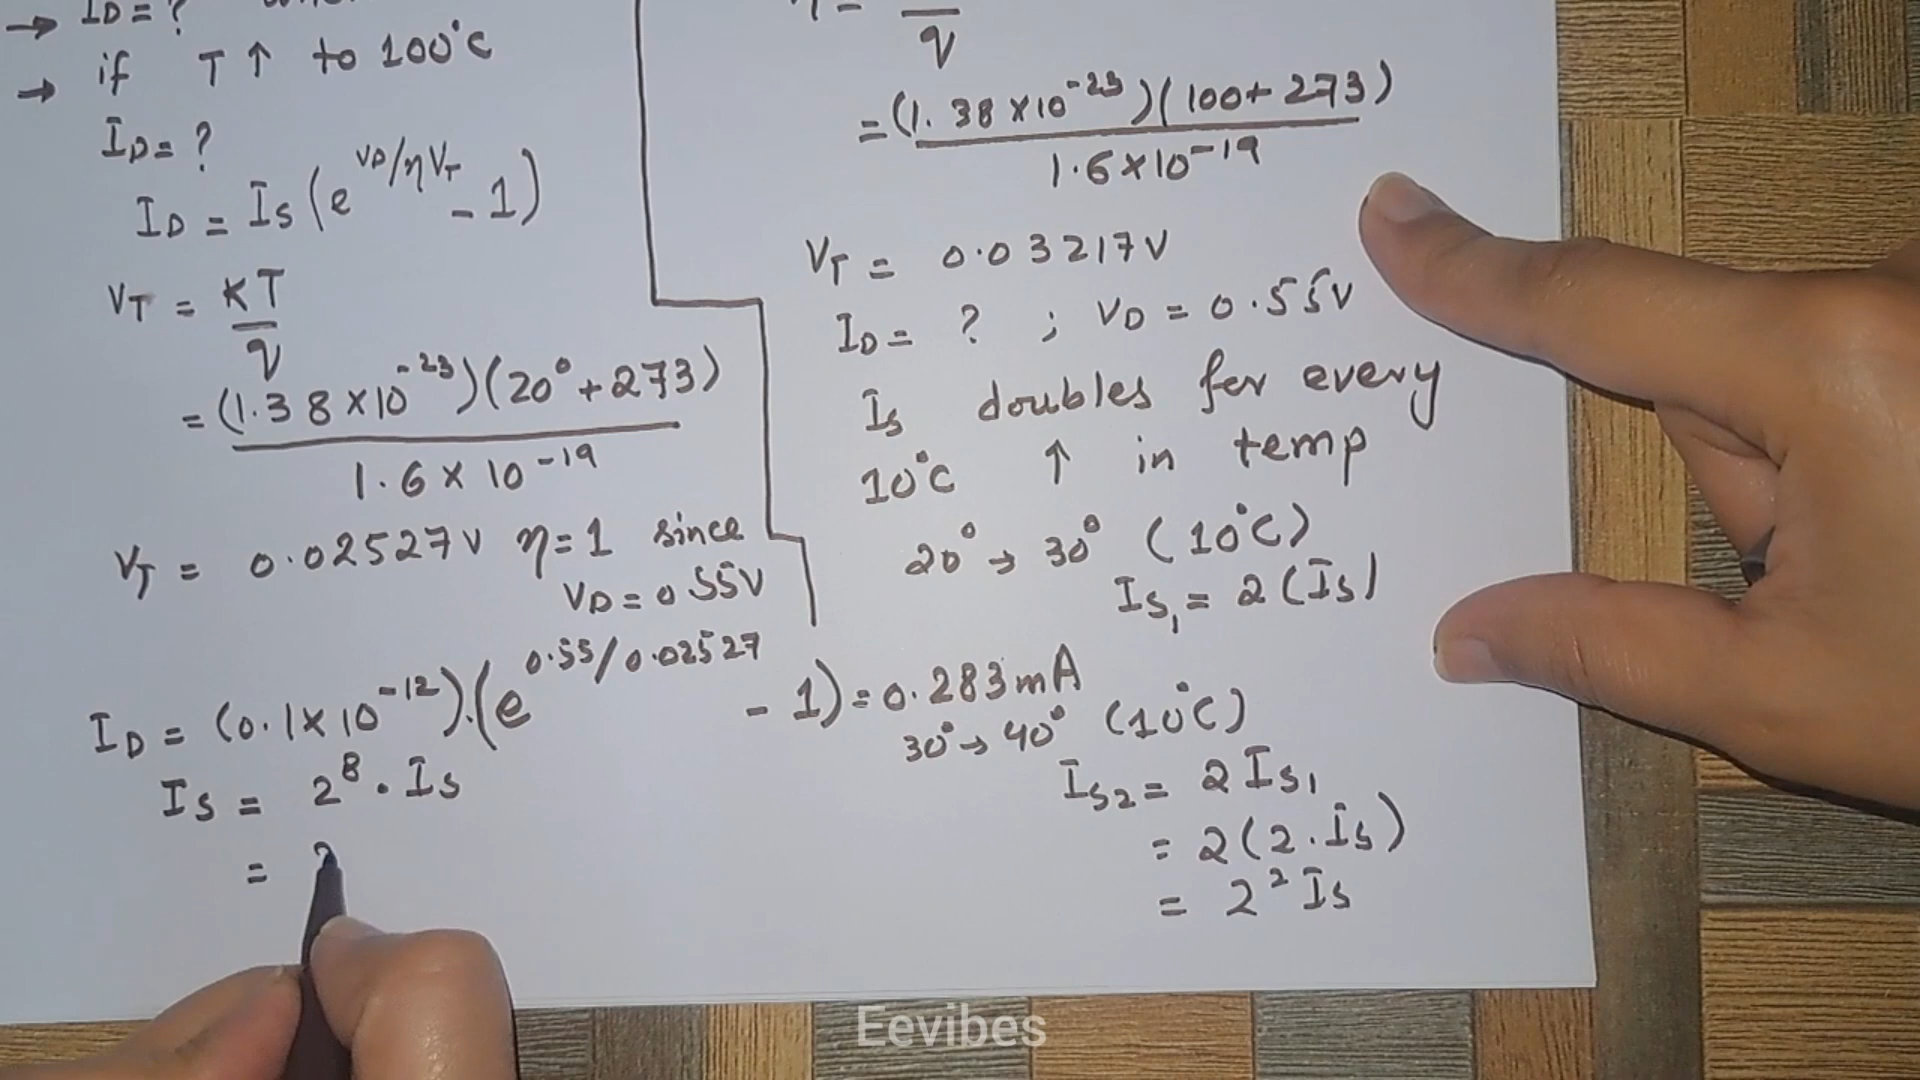 → ID = ?
→ if T ↑ to 100°C
ID = ?
ID = Is (e^VD/ηVT - 1)
VT = KT
q
= (1.38 × 10^-23)(20° + 273)
1.6 × 10^-19
VT = 0.02527V η = 1 since
VD = 0.55V
ID = (0.1 × 10^-12).(e^0.55/0.02527 - 1) = 0.283mA
Is = 2^8 . Is
=
q
= (1.38 × 10^-23)(100 + 273)
1.6 × 10^-19
VT = 0.03217V
ID = ? ; VD = 0.55V
Is doubles for every
10°C ↑ in temp
20° → 30° (10°C)
Is1 = 2(Is)
30° → 40° (10°C)
Is2 = 2Is1
= 2(2.Is)
= 2^2 Is
Eevibes